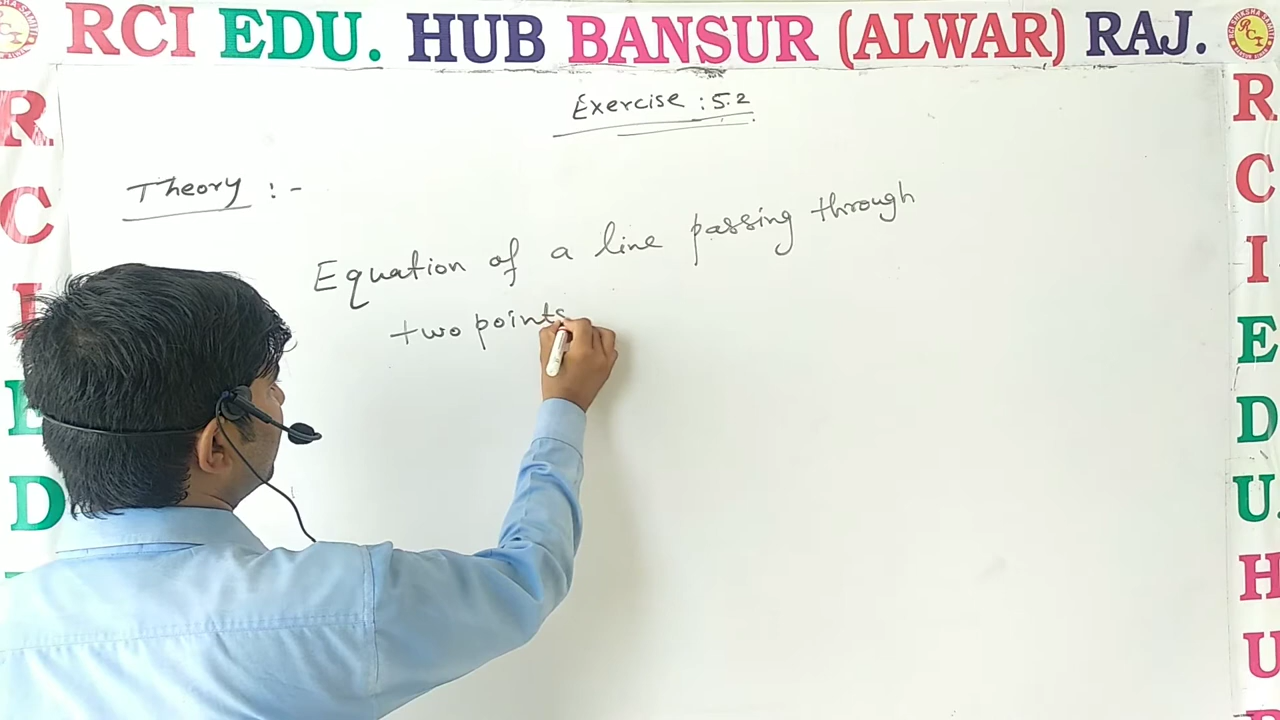 RCI EDU. HUB BANSUR (ALWAR) RAJ.
Exercise : 5.2
Theory : -
Equation of a line passing through
two points
R
C
I
E
D
R
C
I
E
D
U.
H
U